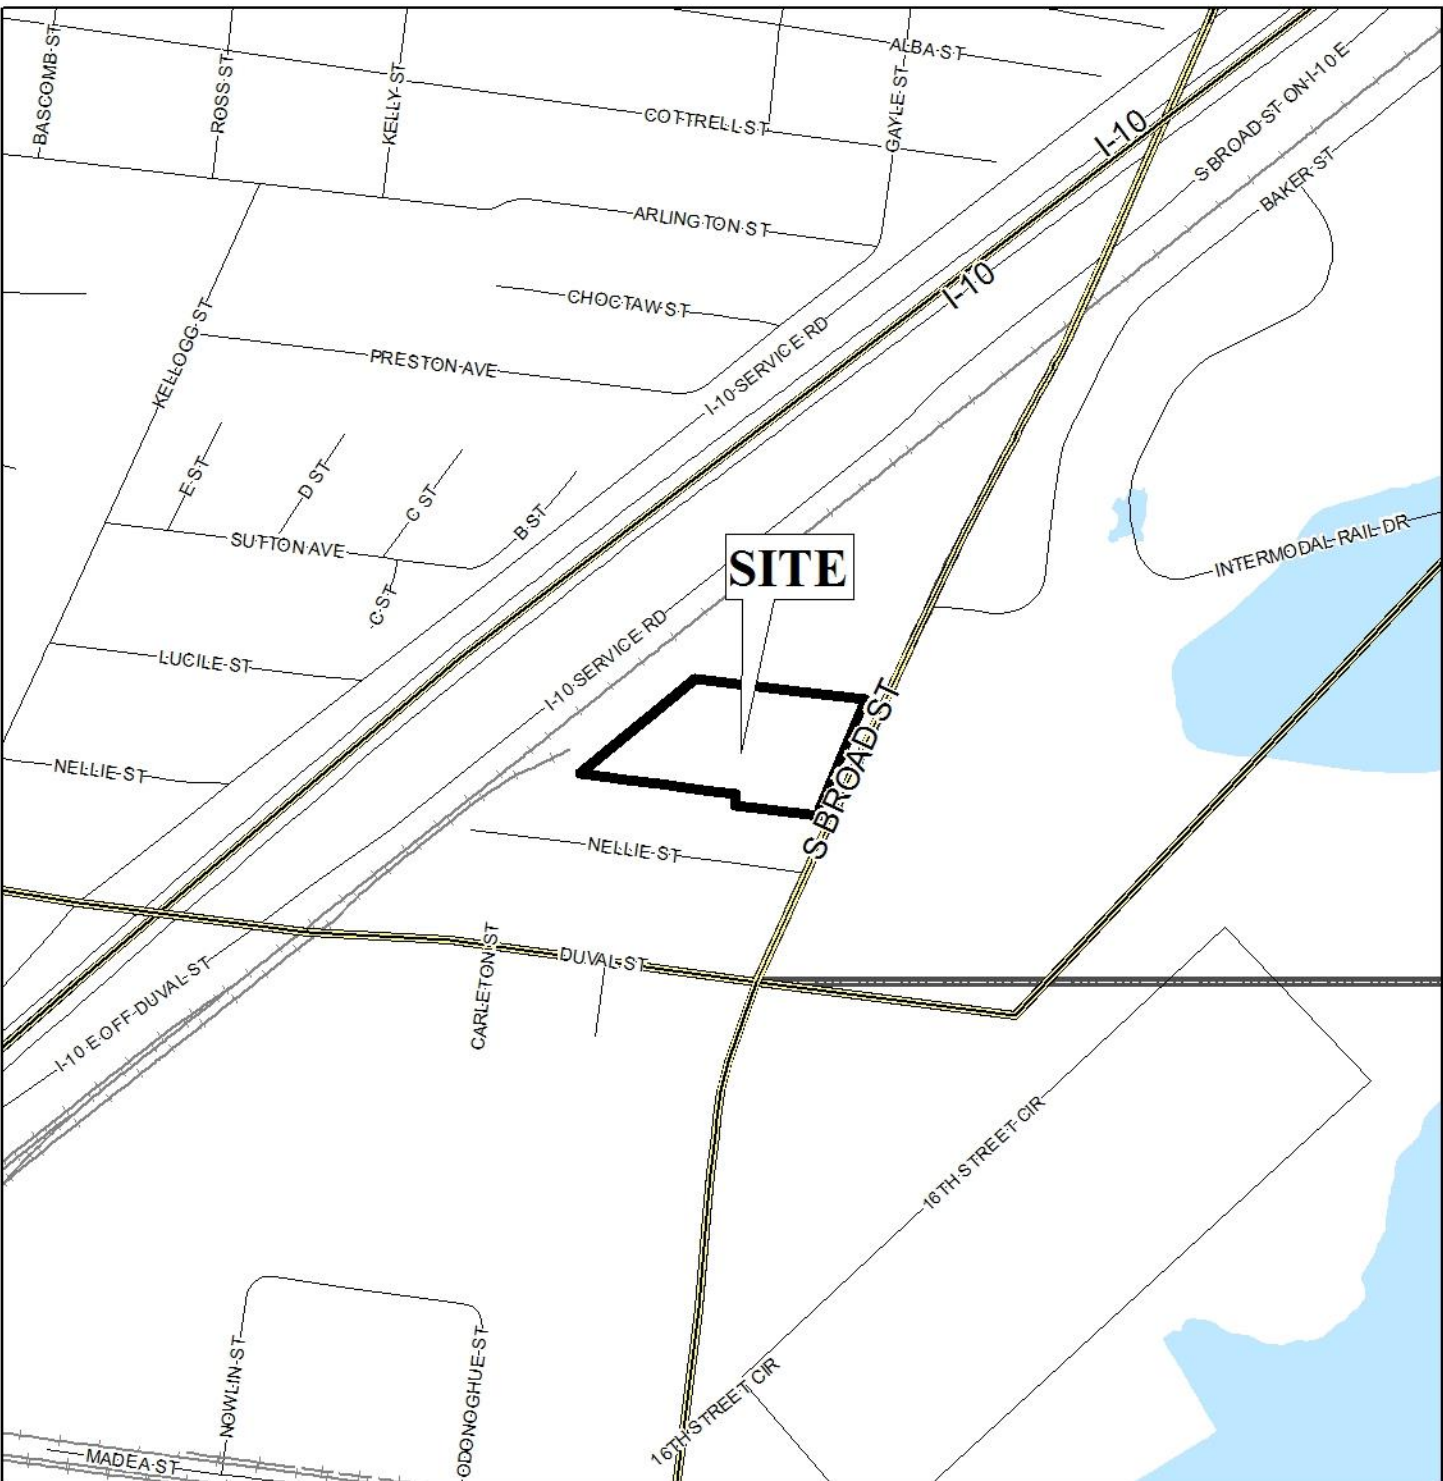 BASCOMB ST
ROSS ST
KELLY ST
ALBA ST
GAYLE ST
COTTRELL ST
I-10
S BROAD ST ON I-10 E
BAKER ST
ARLINGTON ST
I-10
CHOCTAW ST
KELLOGG ST
PRESTON AVE
I-10 SERVICE RD
E ST
D ST
C ST
B ST
SUTTON AVE
INTERMODAL RAIL DR
SITE
C ST
LUCILE ST
I-10 SERVICE RD
S BROAD ST
NELLIE ST
NELLIE ST
CARLETON ST
DUVAL ST
I-10 E OFF DUVAL ST
16TH STREET CIR
NOWLIN ST
ODONOGHUE ST
16TH STREET CIR
MADEA ST